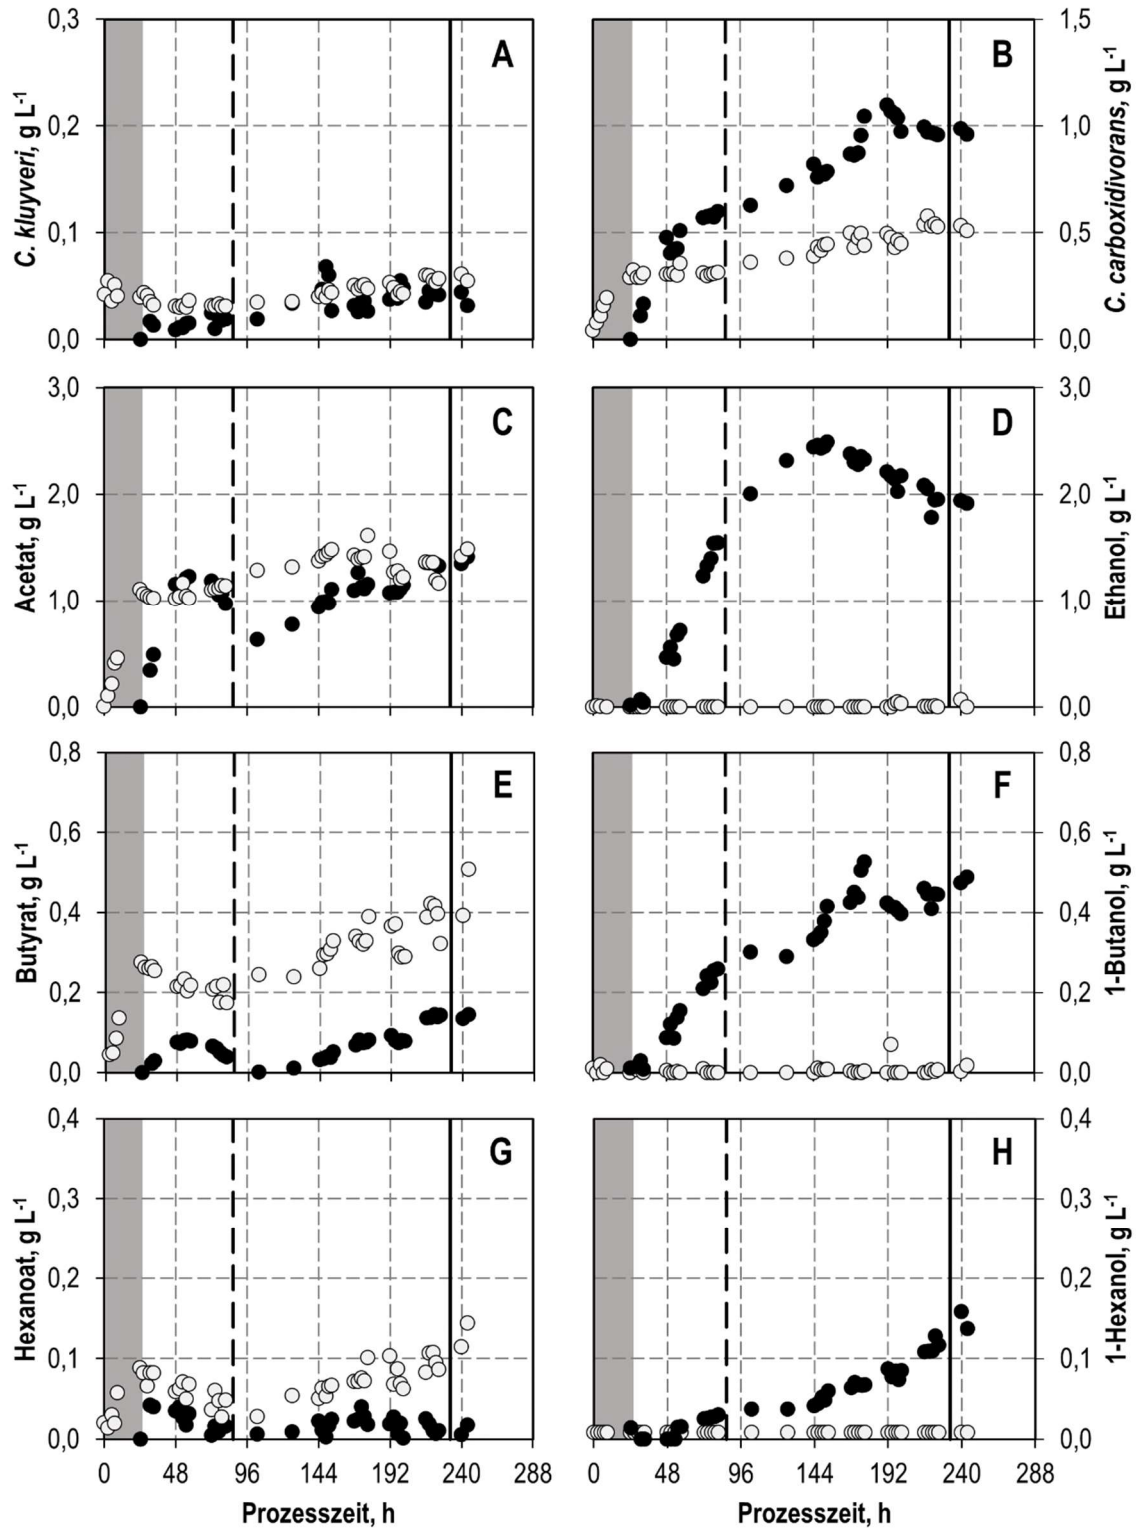 0,3
0,2
0,1
0,0
C. kluyveri, g L-1
A
B
1,5
1,0
0,5
0,0
C. carboxidivorans, g L-1
3,0
2,0
1,0
0,0
Acetat, g L-1
C
D
3,0
2,0
1,0
0,0
Ethanol, g L-1
0,8
0,6
0,4
0,2
0,0
Butyrat, g L-1
E
F
0,8
0,6
0,4
0,2
0,0
1-Butanol, g L-1
0,4
0,3
0,2
0,1
0,0
Hexanoat, g L-1
G
H
0,4
0,3
0,2
0,1
0,0
1-Hexanol, g L-1
0 48 96 144 192 240 288
0 48 96 144 192 240 288
Prozesszeit, h
Prozesszeit, h